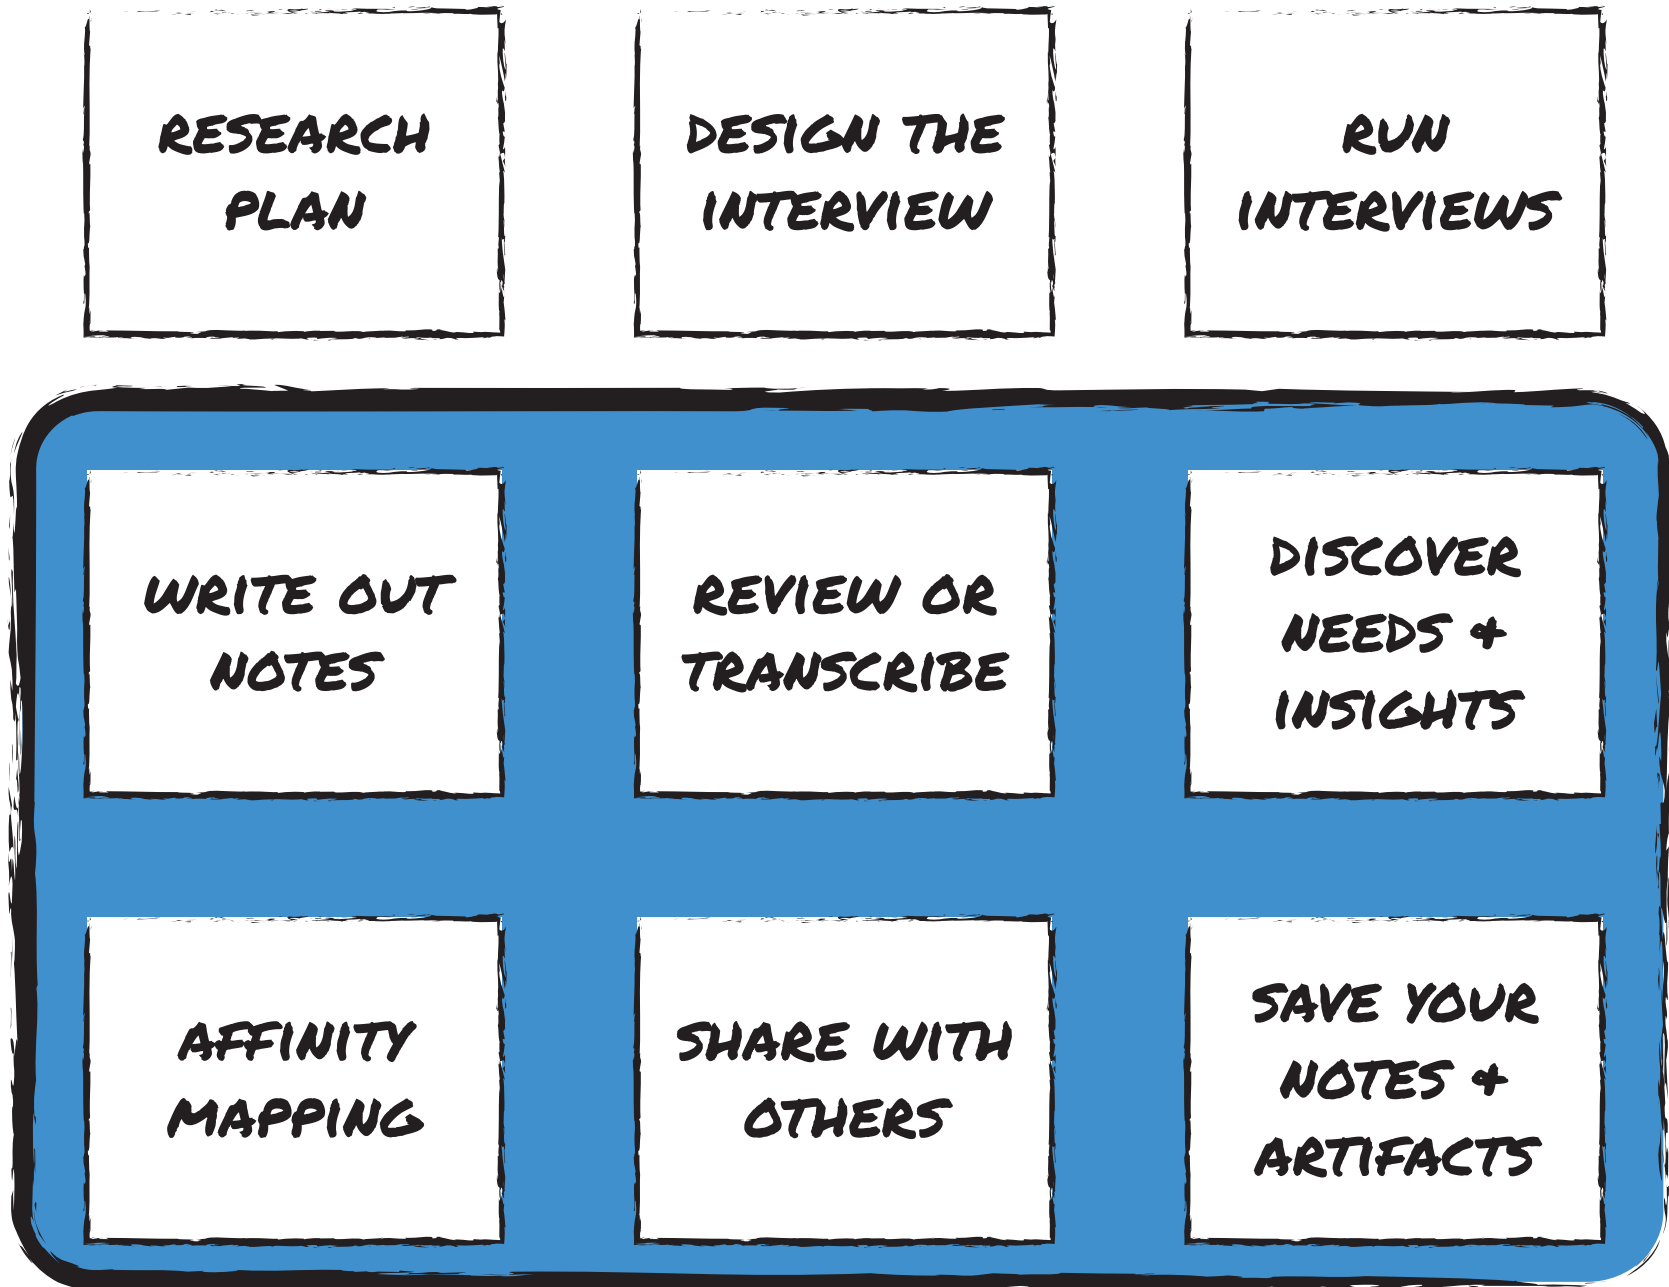 RESEARCH
PLAN
DESIGN THE
INTERVIEW
RUN
INTERVIEWS
WRITE OUT
NOTES
REVIEW OR
TRANSCRIBE
DISCOVER
NEEDS &
INSIGHTS
AFFINITY
MAPPING
SHARE WITH
OTHERS
SAVE YOUR
NOTES &
ARTIFACTS